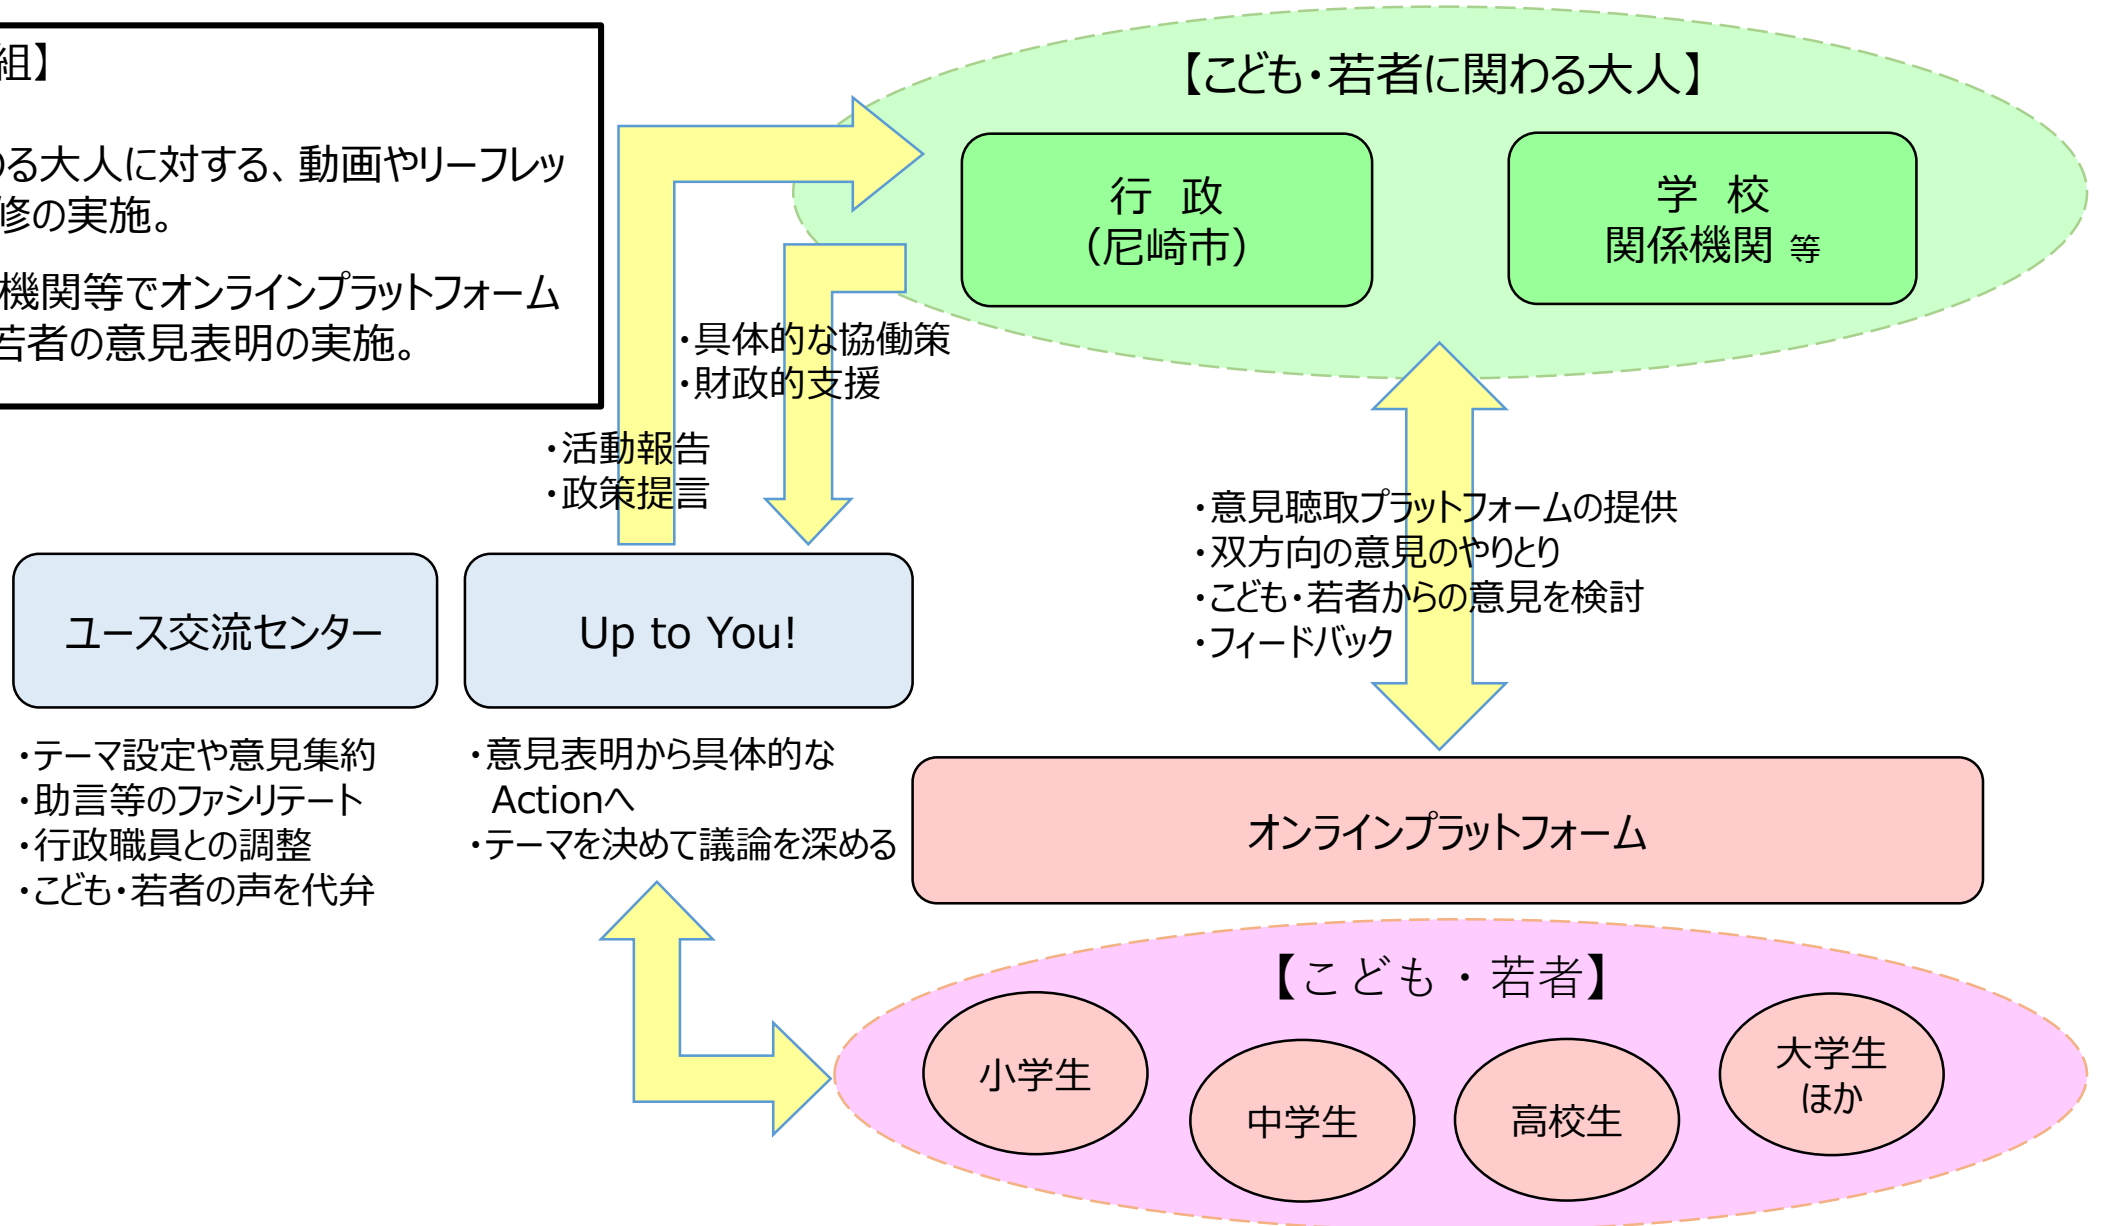 組】
わる大人に対する、動画やリーフレッ
修の実施。
機関等でオンラインプラットフォーム
若者の意見表明の実施。
【こども・若者に関わる大人】
行 政
（尼崎市）
学 校
関係機関 等
・具体的な協働策
・財政的支援
・活動報告
・政策提言
・意見聴取プラットフォームの提供
・双方向の意見のやりとり
・こども・若者からの意見を検討
・フィードバック
ユース交流センター
Up to You!
・テーマ設定や意見集約
・助言等のファシリテート
・行政職員との調整
・こども・若者の声を代弁
・意見表明から具体的な
Actionへ
・テーマを決めて議論を深める
オンラインプラットフォーム
【こども・若者】
小学生
中学生
高校生
大学生
ほか